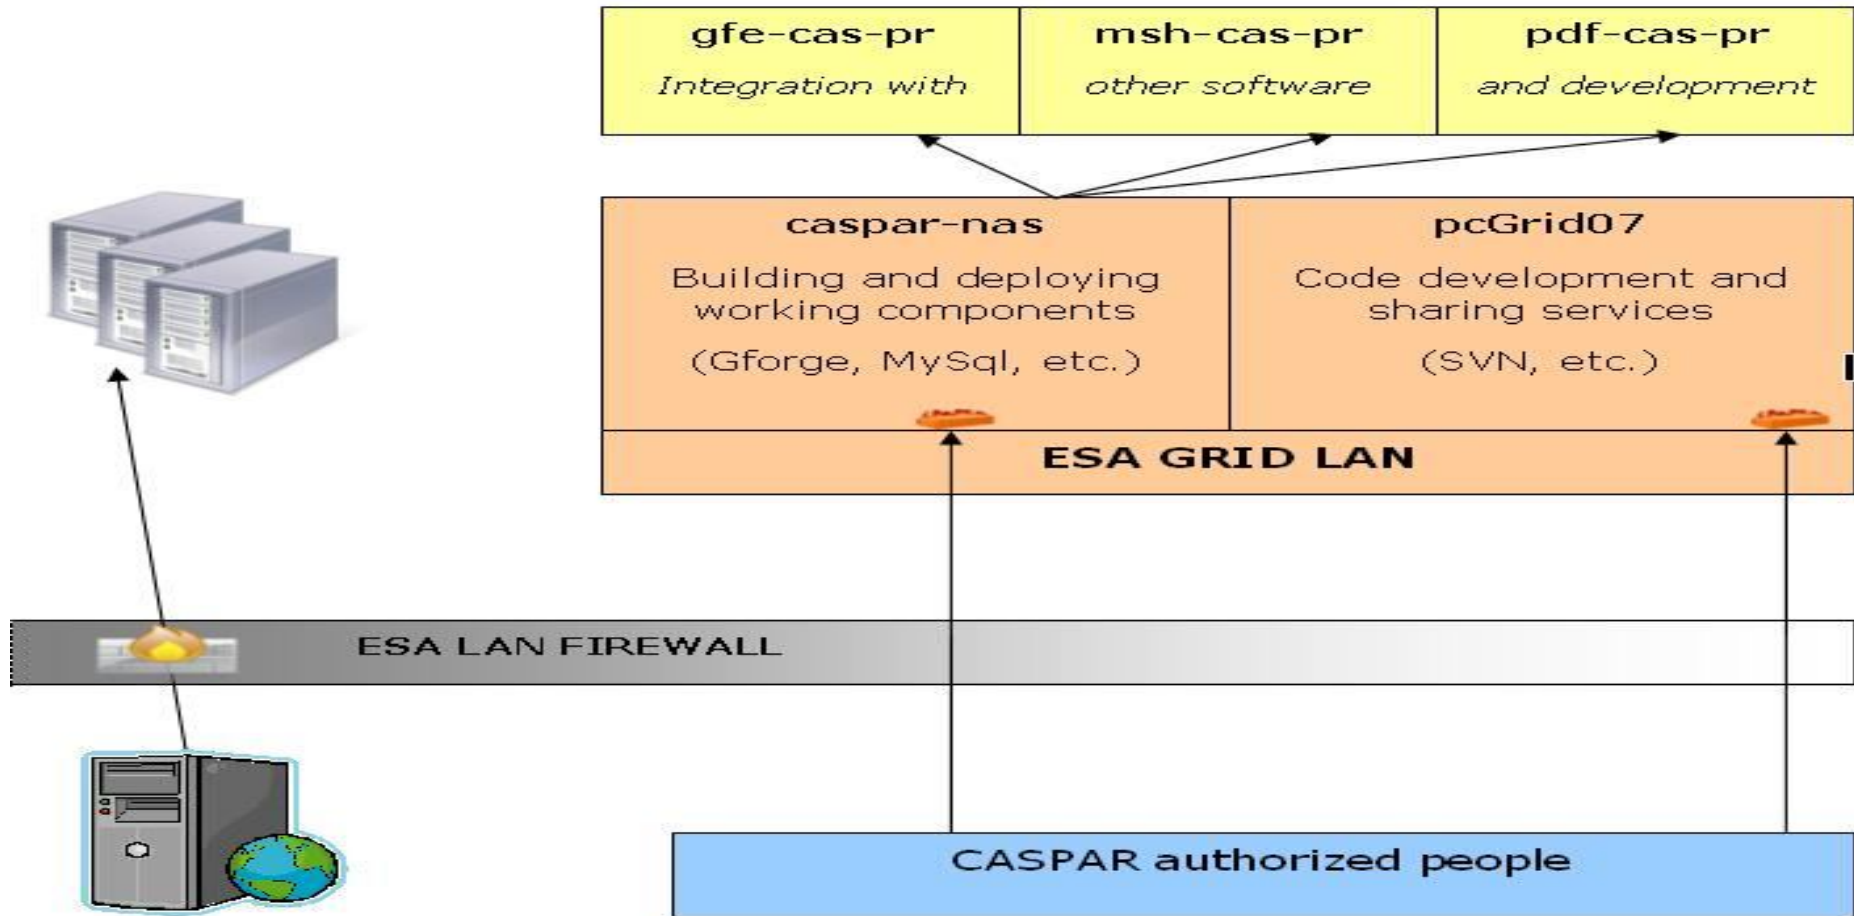 gfe-cas-pr
Integration with
msh-cas-pr
other software
pdf-cas-pr
and development
caspar-nas
Building and deploying
working components
(Gforge, MySql, etc.)
pcGrid07
Code development and
sharing services
(SVN, etc.)
ESA GRID LAN
ESA LAN FIREWALL
CASPAR authorized people